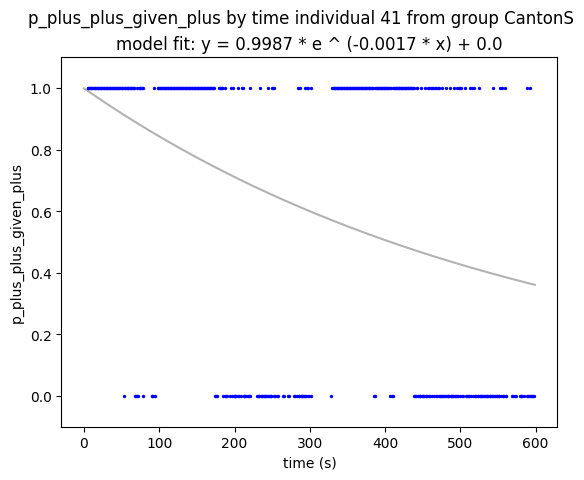 p_plus_plus_given_plus by time individual 41 from group CantonS
model fit: y = 0.9987 * e ^ (-0.0017 * x) + 0.0
p_plus_plus_given_plus
1.0
0.8
0.6
0.4
0.2
0.0
0 100 200 300 400 500 600
time (s)